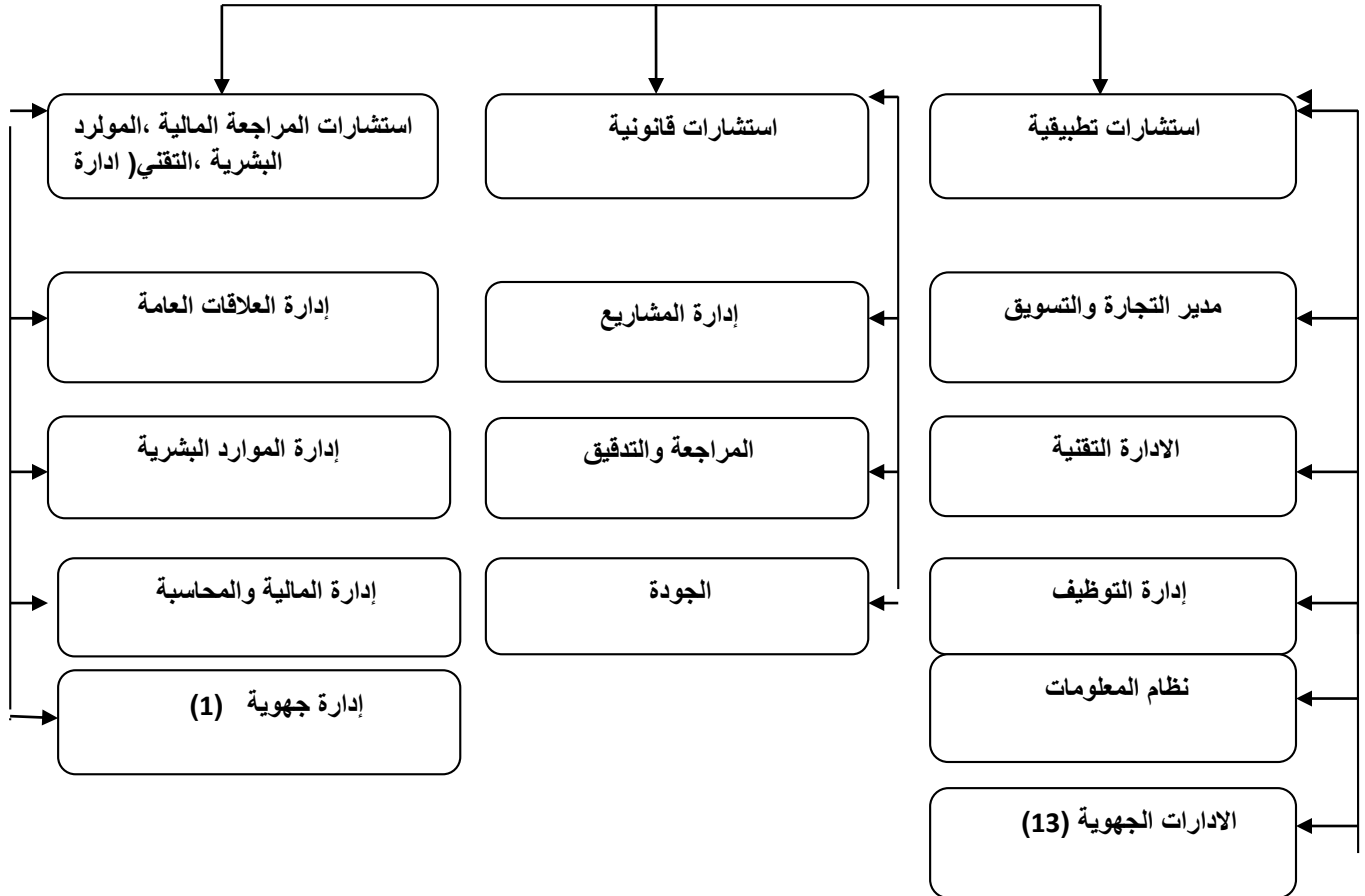 استشارات تطبيقية
استشارات قانونية
استشارات المراجعة المالية ،المولرد
البشرية ،التقني( ادارة
مدير التجارة والتسويق
إدارة المشاريع
إدارة العلاقات العامة
الادارة التقنية
المراجعة والتدقيق
إدارة الموارد البشرية
إدارة التوظيف
الجودة
إدارة المالية والمحاسبة
نظام المعلومات
إدارة جهوية (1)
الادارات الجهوية (13)